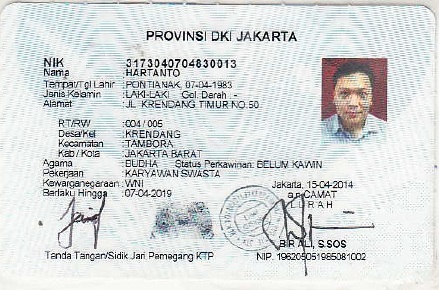 PROVINSI DKI JAKARTA
NIK 3173040704830013
Nama : HARTANTO
Tempat/Tgl Lahir : PONTIANAK, 07-04-1983
Jenis Kelamin : LAKI-LAKI Gol. Darah -
Alamat : JL KRENDANG TIMUR NO.50
RT/RW : 004 / 005
Desa/Kel : KRENDANG
Kecamatan : TAMBORA
Kab / Kota : JAKARTA BARAT
Agama : BUDHA Status Perkawinan: BELUM KAWIN
Pekerjaan : KARYAWAN SWASTA
Kewarganegaraan : WNI
Berlaku Hingga : 07-04-2019
Jakarta, 15-04-2014
a.n CAMAT
LURAH
BIRALI, S.SOS
NIP. 196205051985081002
Tanda Tangan/Sidik Jari Pemegang KTP